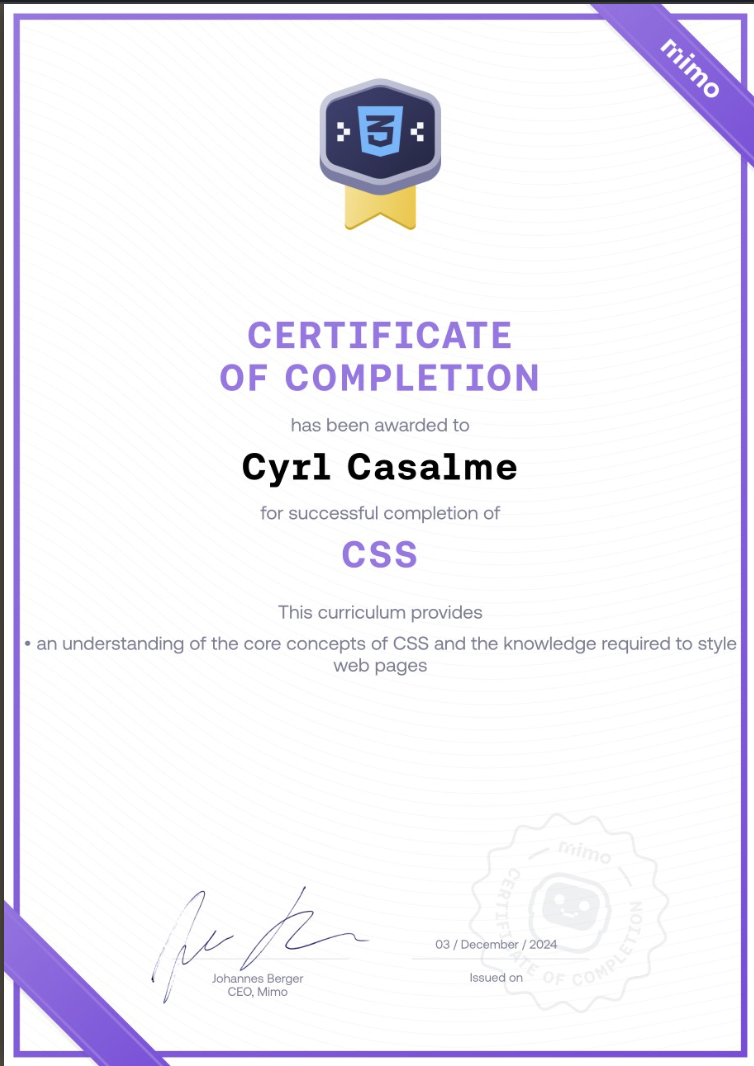 mimo
3
CERTIFICATE
OF COMPLETION
has been awarded to
Cyrl Casalme
for successful completion of
CSS
This curriculum provides
• an understanding of the core concepts of CSS and the knowledge required to style
web pages
mimo
CERTIFICATE OF COMPLETION
03 / December / 2024
Johannes Berger
CEO, Mimo
Issued on